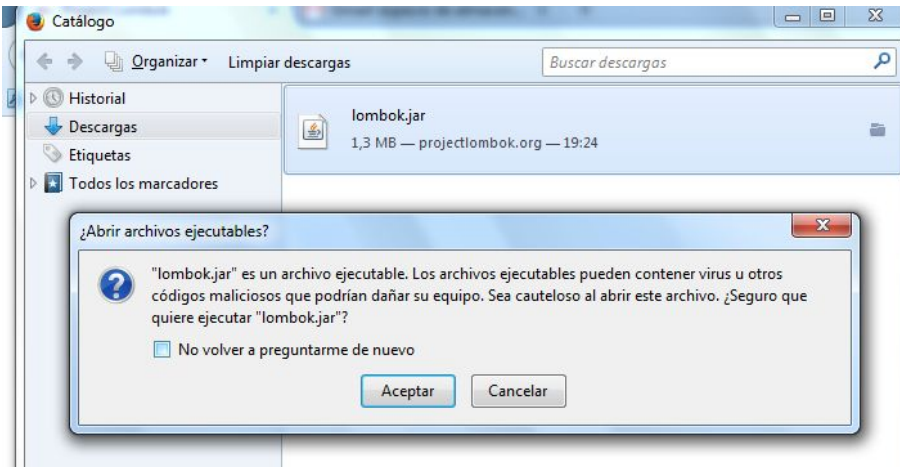 Catálogo
Organizar Limpiar descargas Buscar descargas
Historial
Descargas
Etiquetas
Todos los marcadores
lombok.jar
1,3 MB — projectlombok.org — 19:24
¿Abrir archivos ejecutables?
"lombok.jar" es un archivo ejecutable. Los archivos ejecutables pueden contener virus u otros
códigos maliciosos que podrían dañar su equipo. Sea cauteloso al abrir este archivo. ¿Seguro que
quiere ejecutar "lombok.jar"?
No volver a preguntarme de nuevo
Aceptar Cancelar